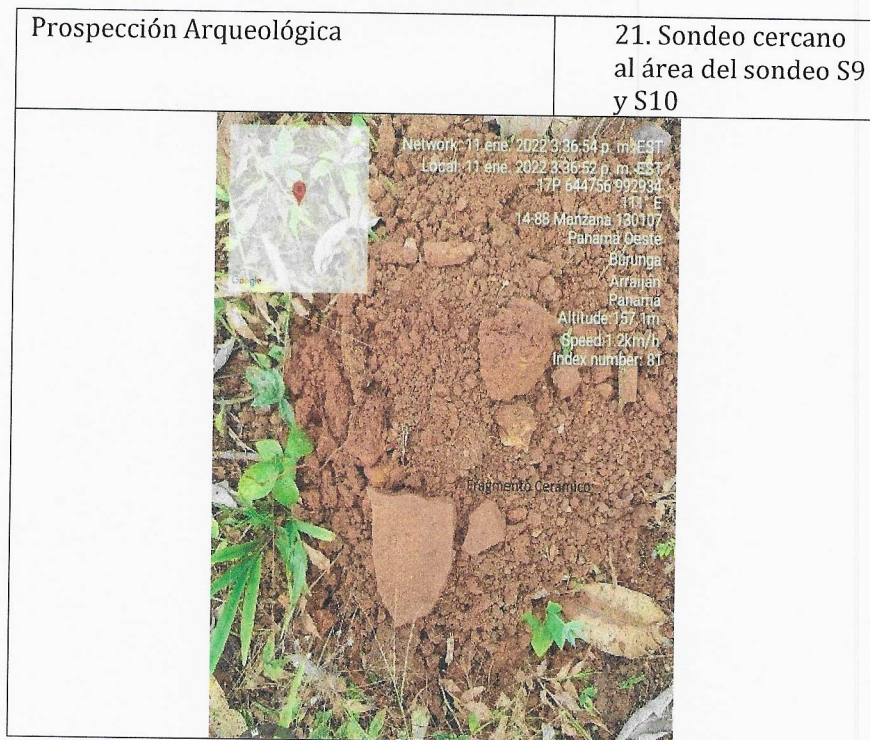 Prospección Arqueológica
21. Sondeo cercano
al área del sondeo S9
y S10
Network: 11 ene. 2022 3:36:54 p. m. EST
Local: 11 ene. 2022 3:36:52 p. m. EST
17P 644756 992934
111° E
14-88 Manzana 130107
Panamá Oeste
Burunga
Arraiján
Panamá
Altitude:157.1m
Speed:1.2km/h
Index number: 81
Google
Fragmento Ceramico